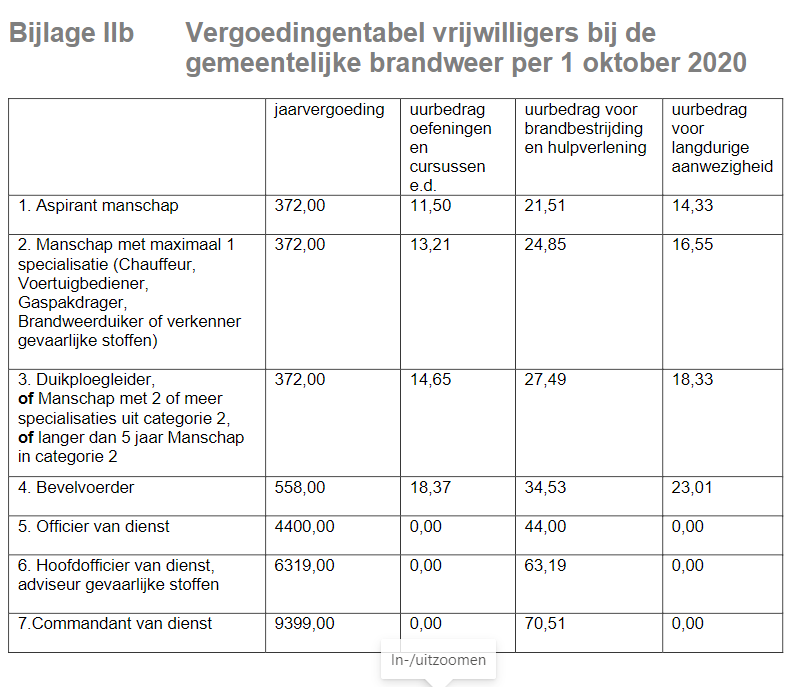 Bijlage IIb Vergoedingentabel vrijwilligers bij de
gemeentelijke brandweer per 1 oktober 2020
jaarvergoeding
uurbedrag
oefeningen
en
cursussen
e.d.
uurbedrag voor
brandbestrijding
en hulpverlening
uurbedrag
voor
langdurige
aanwezigheid
1. Aspirant manschap 372,00 11,50 21,51 14,33
2. Manschap met maximaal 1 372,00 13,21 24,85 16,55
specialisatie (Chauffeur,
Voertuigbediener,
Gaspakdrager,
Brandweerduiker of verkenner
gevaarlijke stoffen)
3. Duikploegleider, 372,00 14,65 27,49 18,33
of Manschap met 2 of meer
specialisaties uit categorie 2,
of langer dan 5 jaar Manschap
in categorie 2
4. Bevelvoerder 558,00 18,37 34,53 23,01
5. Officier van dienst 4400,00 0,00 44,00 0,00
6. Hoofdofficier van dienst, 6319,00 0,00 63,19 0,00
adviseur gevaarlijke stoffen
7.Commandant van dienst 9399,00 0,00 70,51 0,00
In-/uitzoomen